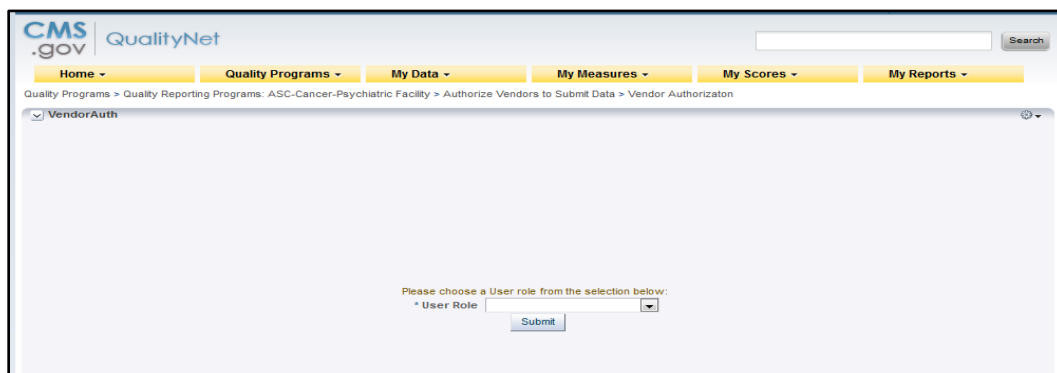 CMS
.gov
QualityNet
Search
Home
Quality Programs
My Data
My Measures
My Scores
My Reports
Quality Programs > Quality Reporting Programs: ASC-Cancer-Psychiatric Facility > Authorize Vendors to Submit Data > Vendor Authorizaton
VendorAuth
Please choose a User role from the selection below:
* User Role
Submit